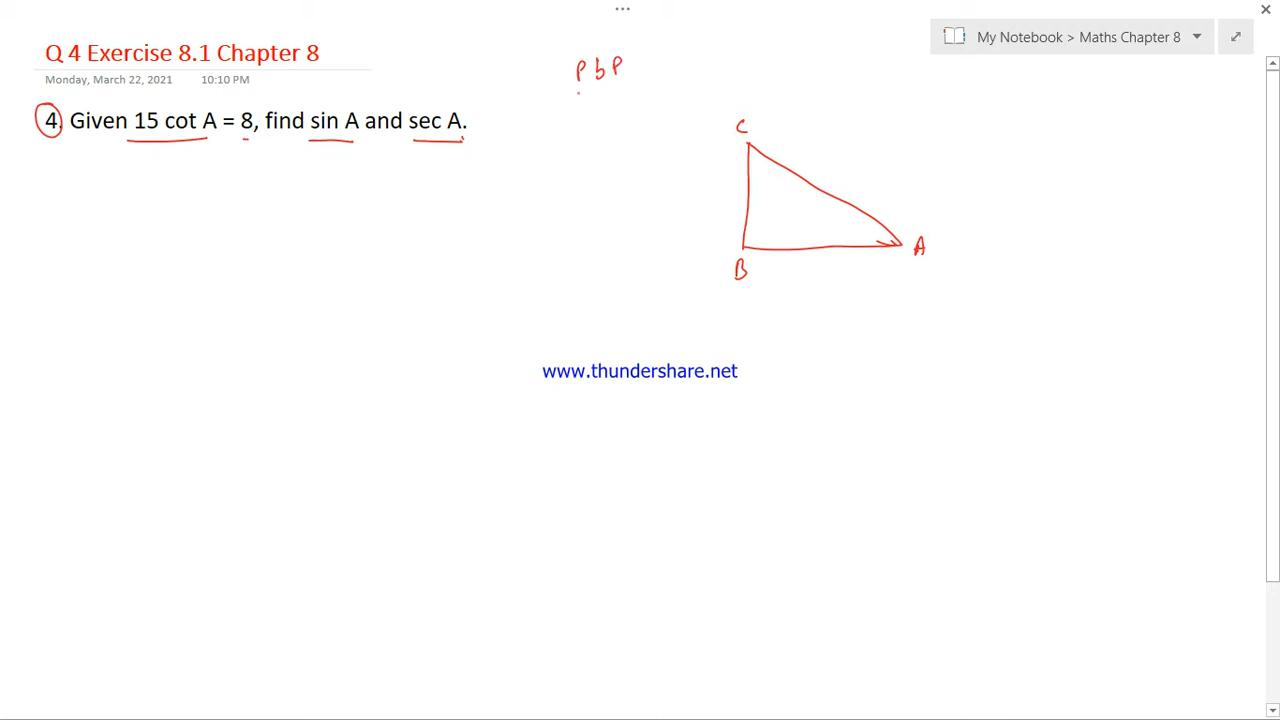 My Notebook > Maths Chapter 8
Q 4 Exercise 8.1 Chapter 8
Monday, March 22, 2021 10:10 PM
P b P
4. Given 15 cot A = 8, find sin A and sec A.
C
A
B
www.thundershare.net